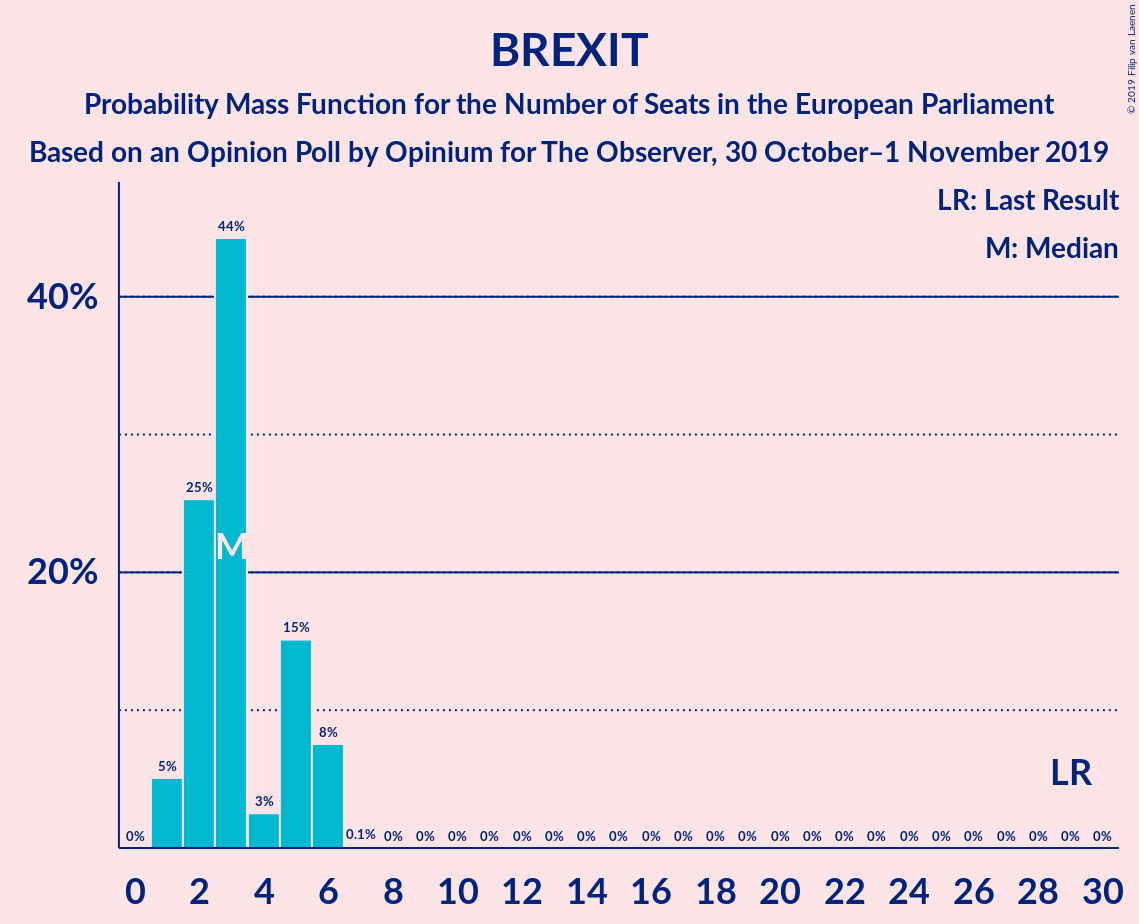 BREXIT
Probability Mass Function for the Number of Seats in the European Parliament
Based on an Opinion Poll by Opinium for The Observer, 30 October–1 November 2019
© 2019 Filip van Laenen
LR: Last Result
M: Median
40%
20%
0% 5% 25% 44% 3% 15% 8% 0.1% 0% 0% 0% 0% 0% 0% 0% 0% 0% 0% 0% 0% 0% 0% 0% 0% 0% 0% 0% 0% 0% 0% 0%
M
LR
0 2 4 6 8 10 12 14 16 18 20 22 24 26 28 30